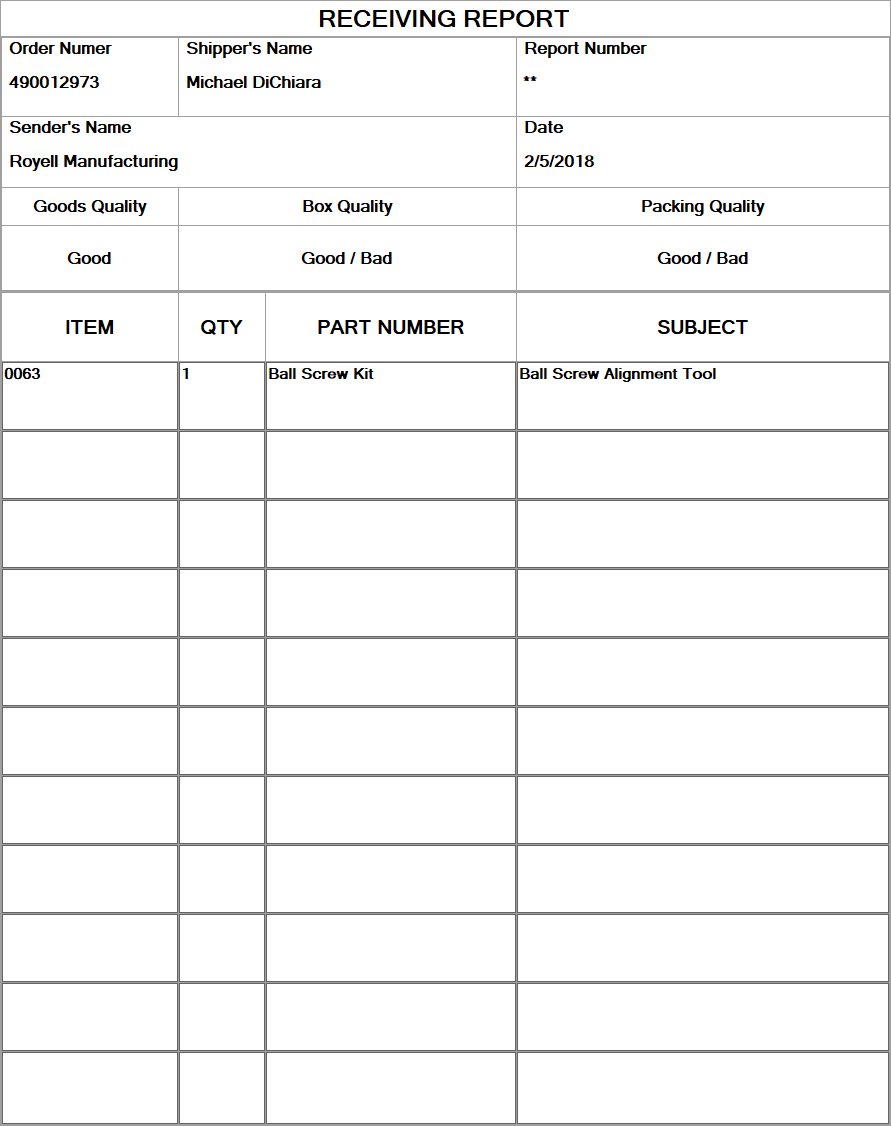 RECEIVING REPORT
Order Numer
Shipper's Name
Report Number
490012973
Michael DiChiara
**
Sender's Name
Date
Royell Manufacturing
2/5/2018
Goods Quality
Box Quality
Packing Quality
Good
Good / Bad
Good / Bad
ITEM
QTY
PART NUMBER
SUBJECT
0063
1
Ball Screw Kit
Ball Screw Alignment Tool